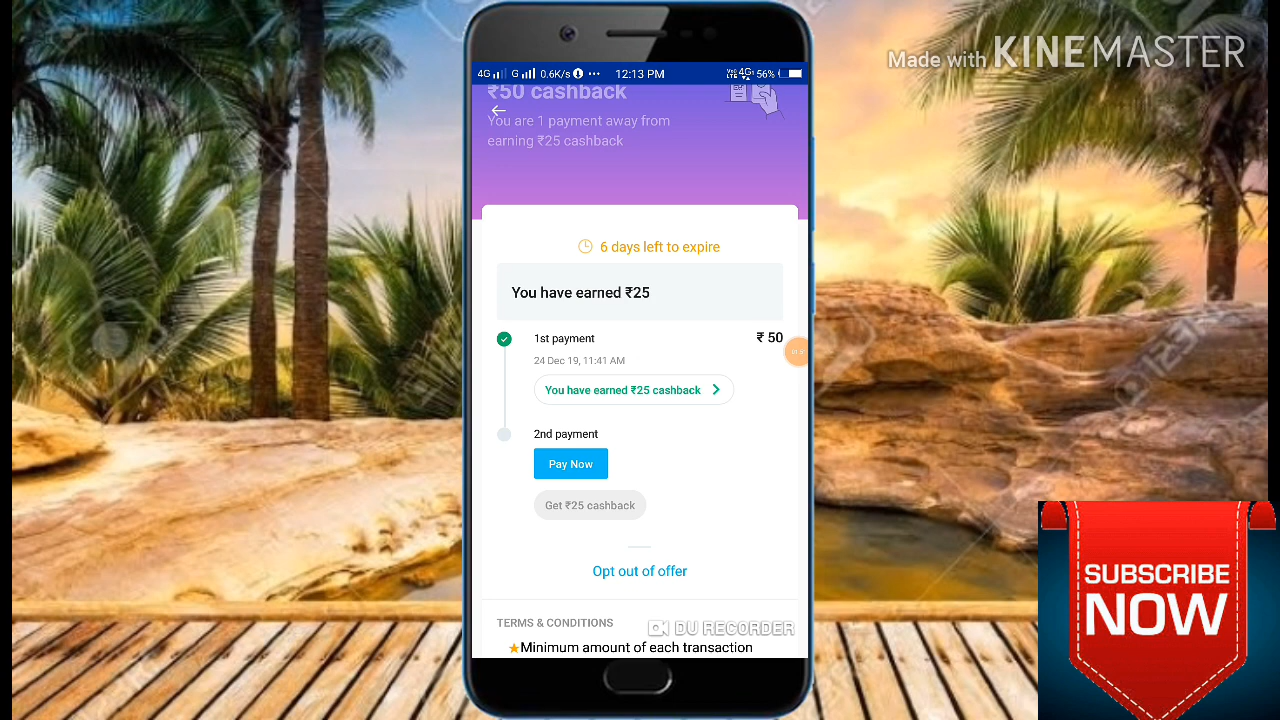 Made with KINEMASTER
4G G 0.6K/s ... 12:13 PM 4G 56%
₹50 cashback
You are 1 payment away from
earning ₹25 cashback
6 days left to expire
You have earned ₹25
1st payment ₹ 50
24 Dec 19, 11:41 AM
You have earned ₹25 cashback
2nd payment
Pay Now
Get ₹25 cashback
Opt out of offer
TERMS & CONDITIONS
DU RECORDER
Minimum amount of each transaction
SUBSCRIBE
NOW